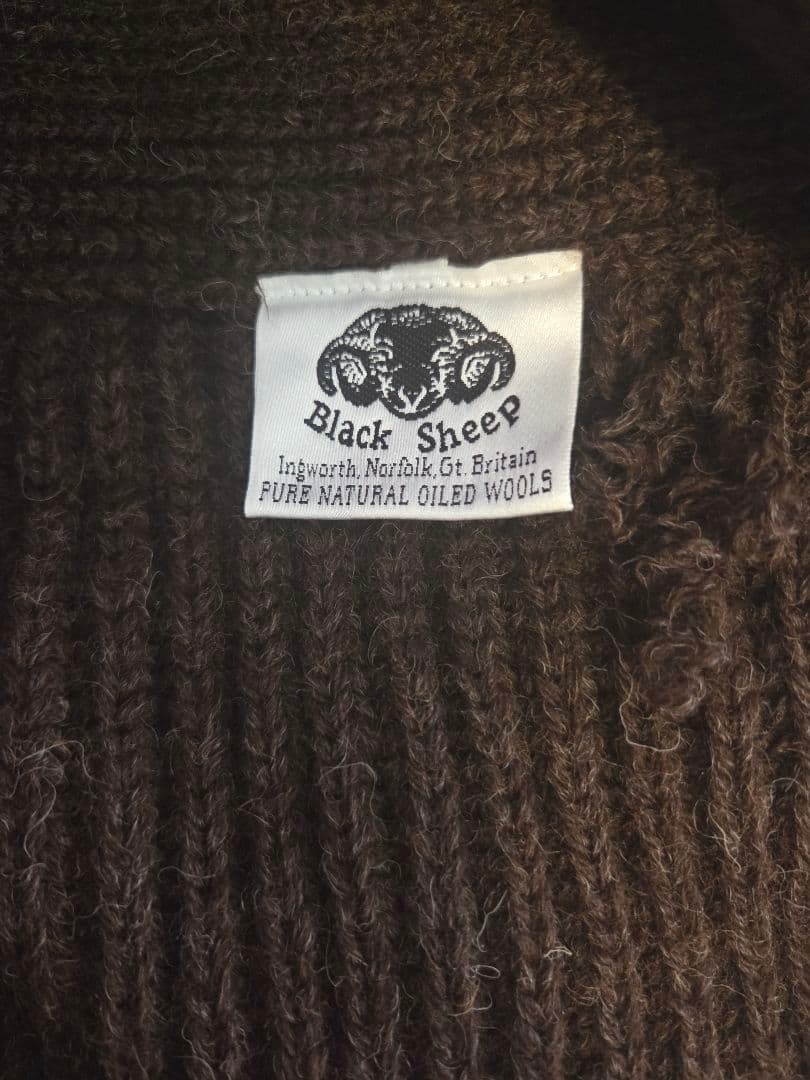 Black Sheep
Ingworth, Norfolk, Gt. Britain
PURE NATURAL OILED WOOLS